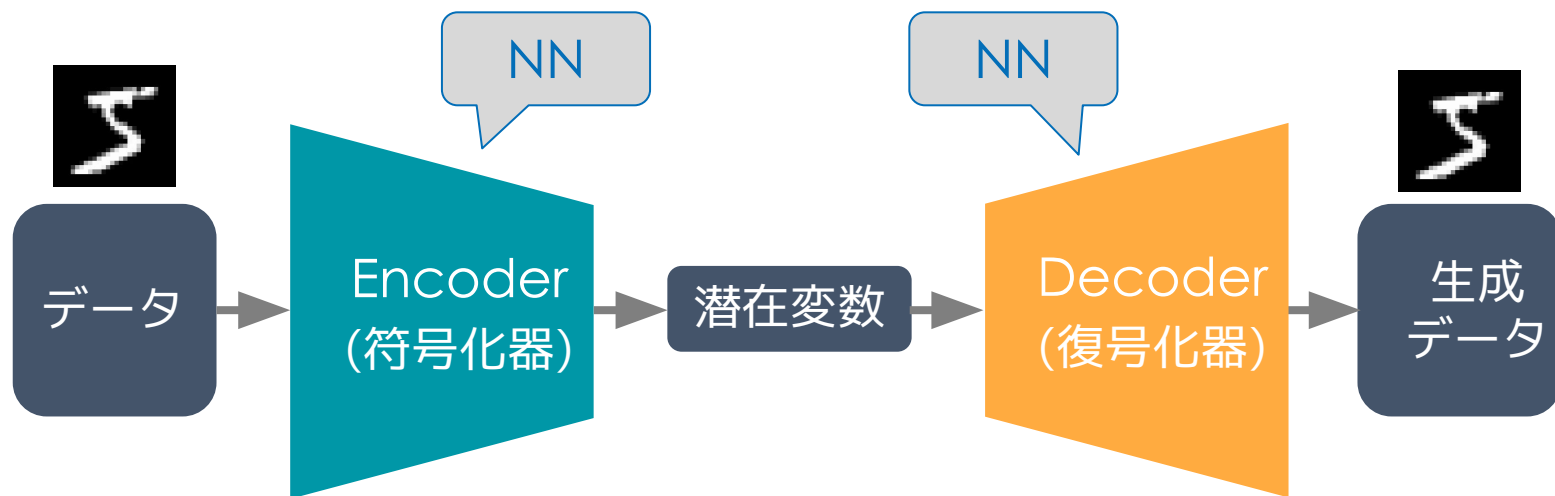 NN
NN
データ
Encoder
(符号化器)
潜在変数
Decoder
(復号化器)
生成
データ